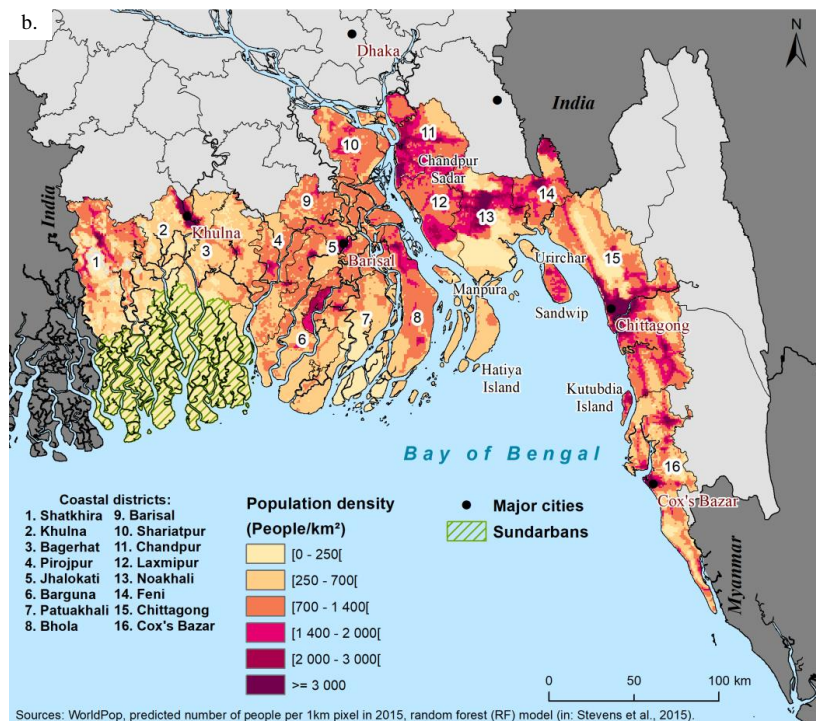 b.
N
Dhaka
India
11
10
Chandpur
Sadar
India
9
12
14
2
Khulna
13
3
4
5
Barisal
1
Urirchar
15
Manpura
Sandwip
Chittagong
7
8
6
Hatiya
Island
Kutubdia
Island
Bay of Bengal
16
Cox's Bazar
Myanmar
Coastal districts:
1. Shatkhira
2. Khulna
3. Bagerhat
4. Pirojpur
5. Jhalokati
6. Barguna
7. Patuakhali
8. Bhola
9. Barisal
10. Shariatpur
11. Chandpur
12. Laxmipur
13. Noakhali
14. Feni
15. Chittagong
16. Cox's Bazar
Population density
(People/km²)
[0 - 250[
[250 - 700[
[700 - 1 400[
[1 400 - 2 000[
[2 000 - 3 000[
>= 3 000
Major cities
Sundarbans
0 50 100 km
Sources: WorldPop, predicted number of people per 1km pixel in 2015, random forest (RF) model (in: Stevens et al., 2015).